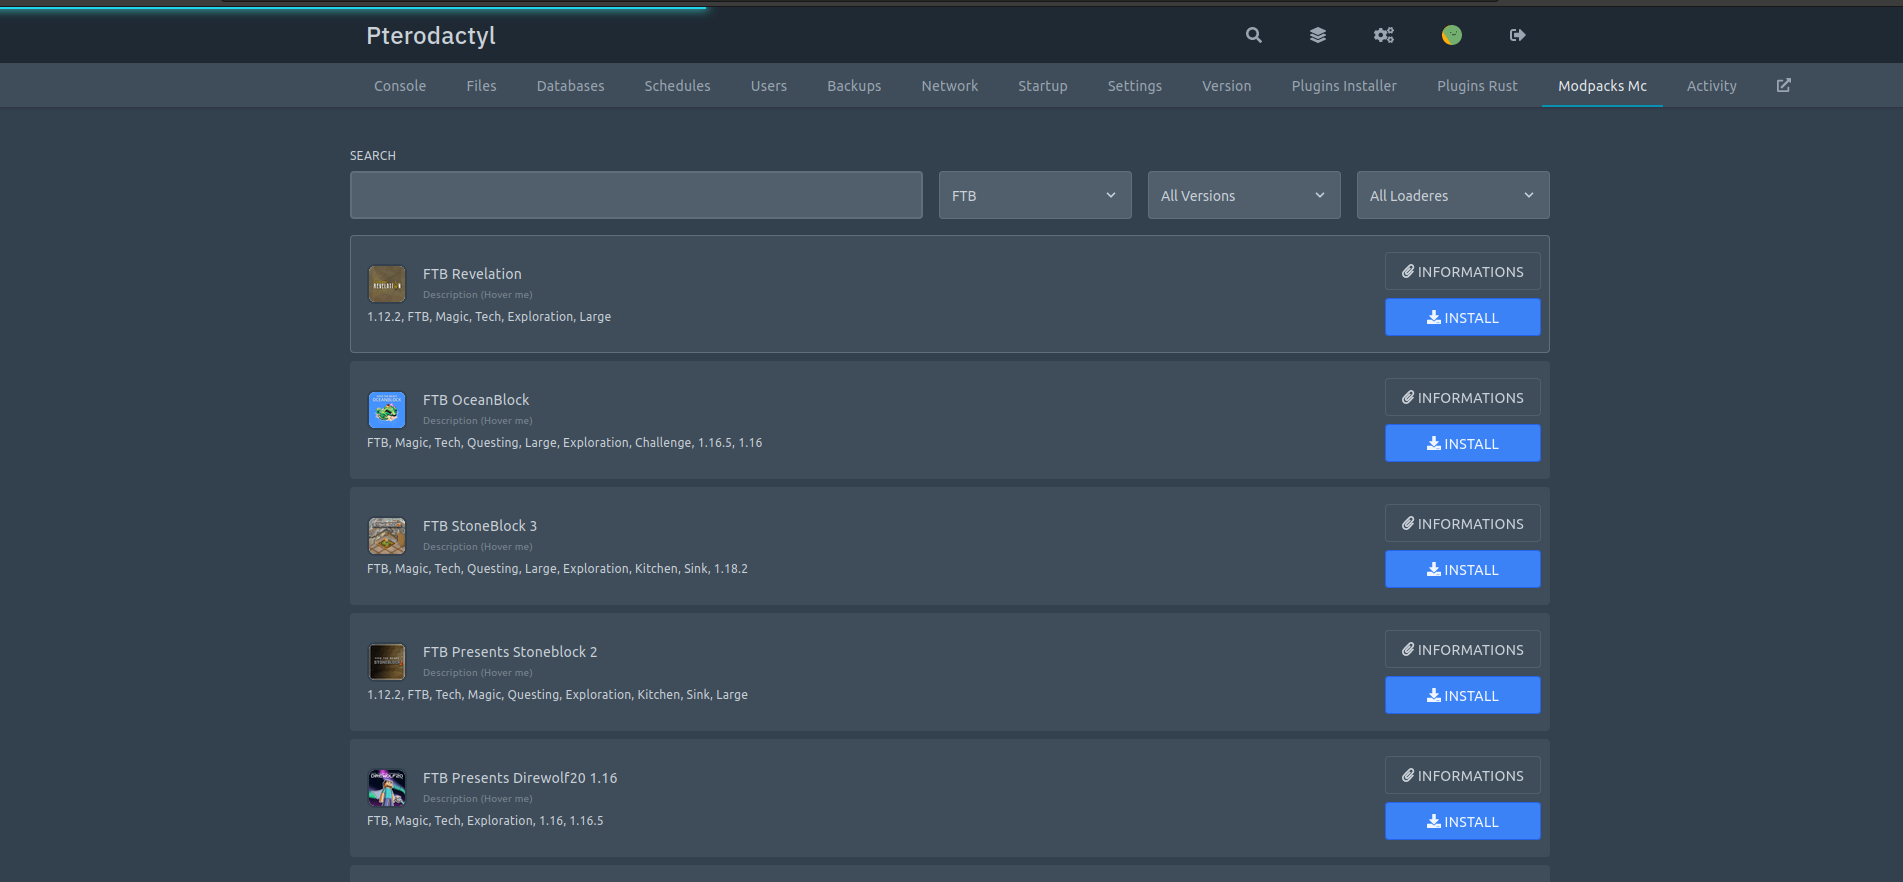 Pterodactyl
Console Files Databases Schedules Users Backups Network Startup Settings Version Plugins Installer Plugins Rust Modpacks Mc Activity
SEARCH
FTB All Versions All Loaderes
FTB Revelation
Description (Hover me)
1.12.2, FTB, Magic, Tech, Exploration, Large
INFORMATIONS
INSTALL
FTB OceanBlock
Description (Hover me)
FTB, Magic, Tech, Questing, Large, Exploration, Challenge, 1.16.5, 1.16
INFORMATIONS
INSTALL
FTB StoneBlock 3
Description (Hover me)
FTB, Magic, Tech, Questing, Large, Exploration, Kitchen, Sink, 1.18.2
INFORMATIONS
INSTALL
FTB Presents Stoneblock 2
Description (Hover me)
1.12.2, FTB, Tech, Magic, Questing, Exploration, Kitchen, Sink, Large
INFORMATIONS
INSTALL
DIREWOLF20
FTB Presents Direwolf20 1.16
Description (Hover me)
FTB, Magic, Tech, Exploration, 1.16, 1.16.5
INFORMATIONS
INSTALL